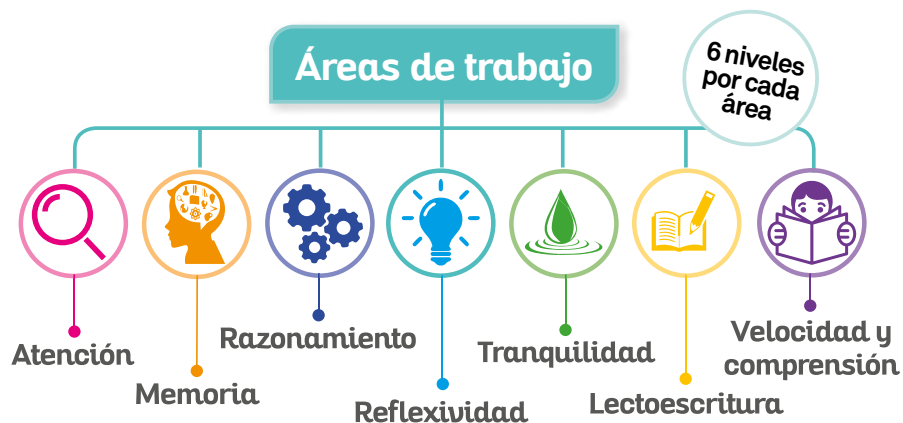 Áreas de trabajo
6 niveles
por cada
área
Atención
Memoria
Razonamiento
Reflexividad
Tranquilidad
Lectoescritura
Velocidad y
comprensión